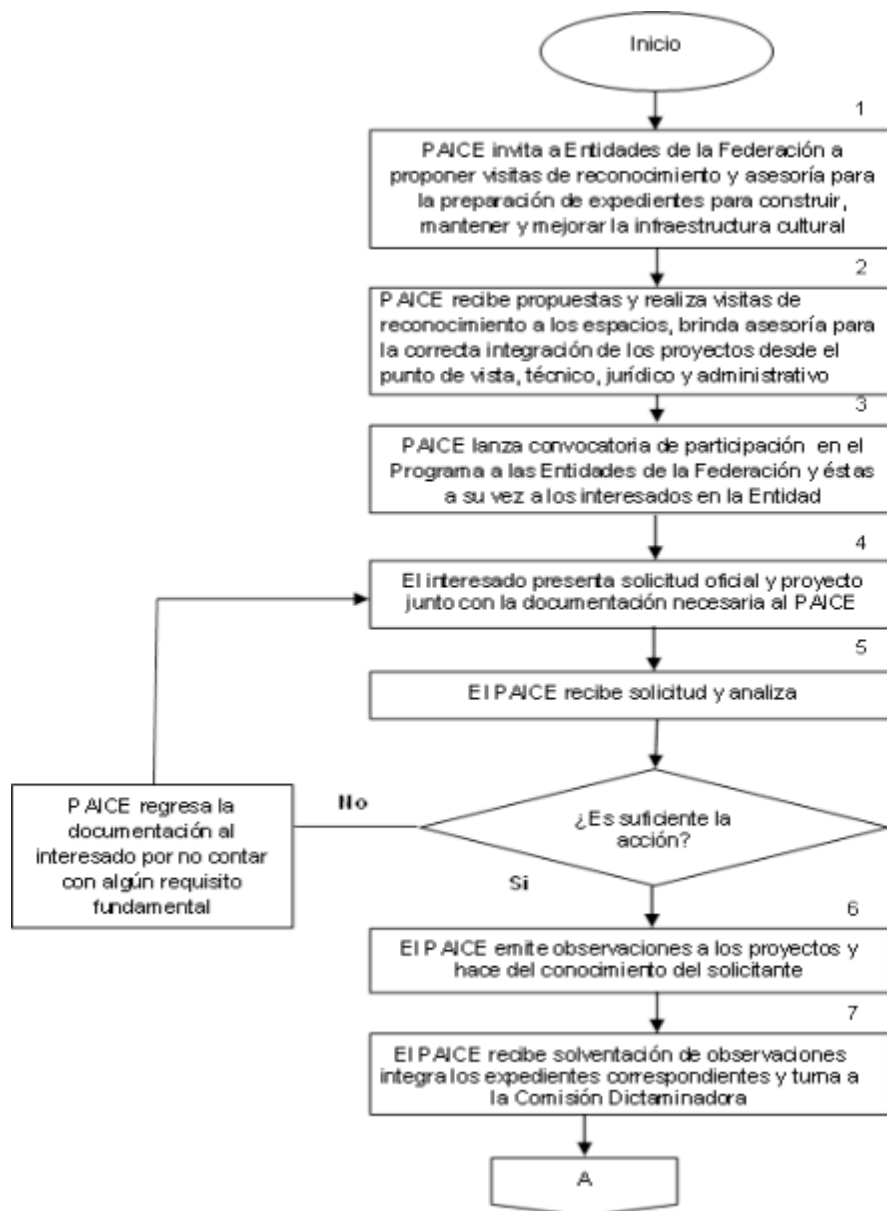 Inicio
1
PAICE invita a Entidades de la Federación a
proponer visitas de reconocimiento y asesoría para
la preparación de expedientes para construir,
mantener y mejorar la infraestructura cultural
2
PAICE recibe propuestas y realiza visitas de
reconocimiento a los espacios, brinda asesoría para
la correcta integración de los proyectos desde el
punto de vista, técnico, jurídico y administrativo
3
PAICE lanza convocatoria de participación en el
Programa a las Entidades de la Federación y éstas
a su vez a los interesados en la Entidad
4
El interesado presenta solicitud oficial y proyecto
junto con la documentación necesaria al PAICE
5
El PAICE recibe solicitud y analiza
¿Es suficiente la
acción?
No
PAICE regresa la
documentación al
interesado por no contar
con algún requisito
fundamental
Si
6
El PAICE emite observaciones a los proyectos y
hace del conocimiento del solicitante
7
El PAICE recibe solventación de observaciones
integra los expedientes correspondientes y turna a
la Comisión Dictaminadora
A